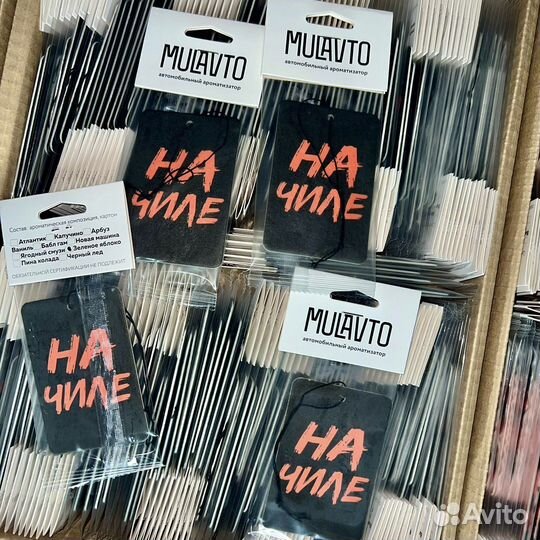 MULAVTO
автомобильный ароматизатор
НА
ЧИЛЕ
MULAVTO
автомобильный ароматизатор
НА
ЧИЛЕ
Состав: ароматическая композиция, картон
Атлантик Капучино Арбуз
Ваниль Бабл гам Новая машина
Ягодный смузи Зеленое яблоко
Пина колада Черный лед
ОБЯЗАТЕЛЬНОЙ СЕРТИФИКАЦИИ НЕ ПОДЛЕЖИТ
НА
ЧИЛЕ
MULAVTO
автомобильный ароматизатор
НА
ЧИЛЕ
Avito